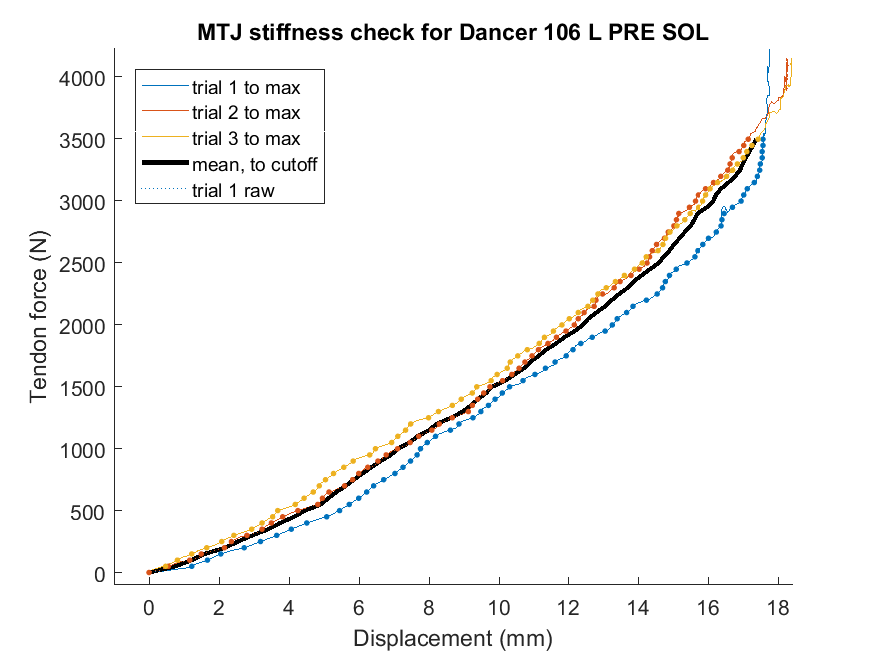 MTJ stiffness check for Dancer 106 L PRE SOL
trial 1 to max
trial 2 to max
trial 3 to max
mean, to cutoff
trial 1 raw
4000
3500
3000
2500
2000
1500
1000
500
0
Tendon force (N)
0 2 4 6 8 10 12 14 16 18
Displacement (mm)